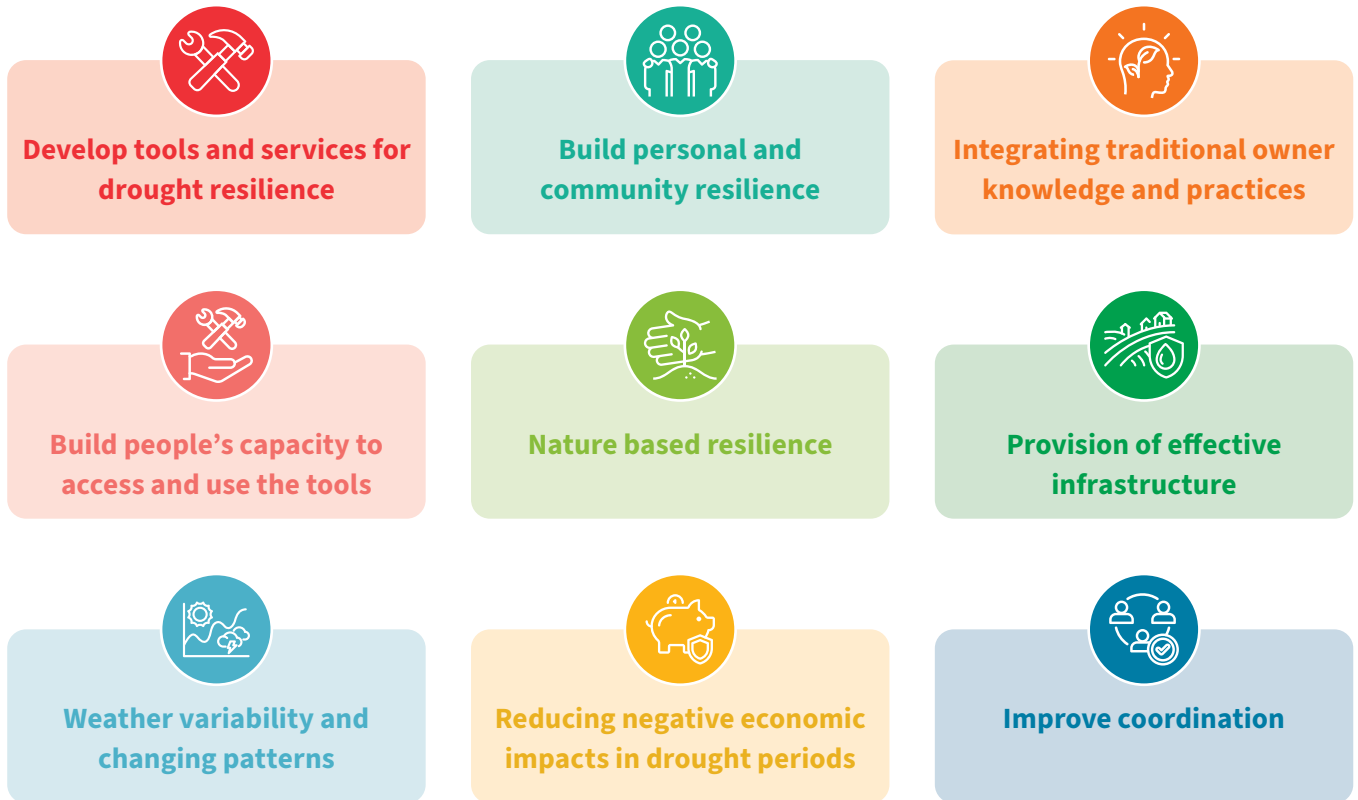 Develop tools and services for
drought resilience
Build personal and
community resilience
Integrating traditional owner
knowledge and practices
Build people’s capacity to
access and use the tools
Nature based resilience
Provision of effective
infrastructure
Weather variability and
changing patterns
Reducing negative economic
impacts in drought periods
Improve coordination